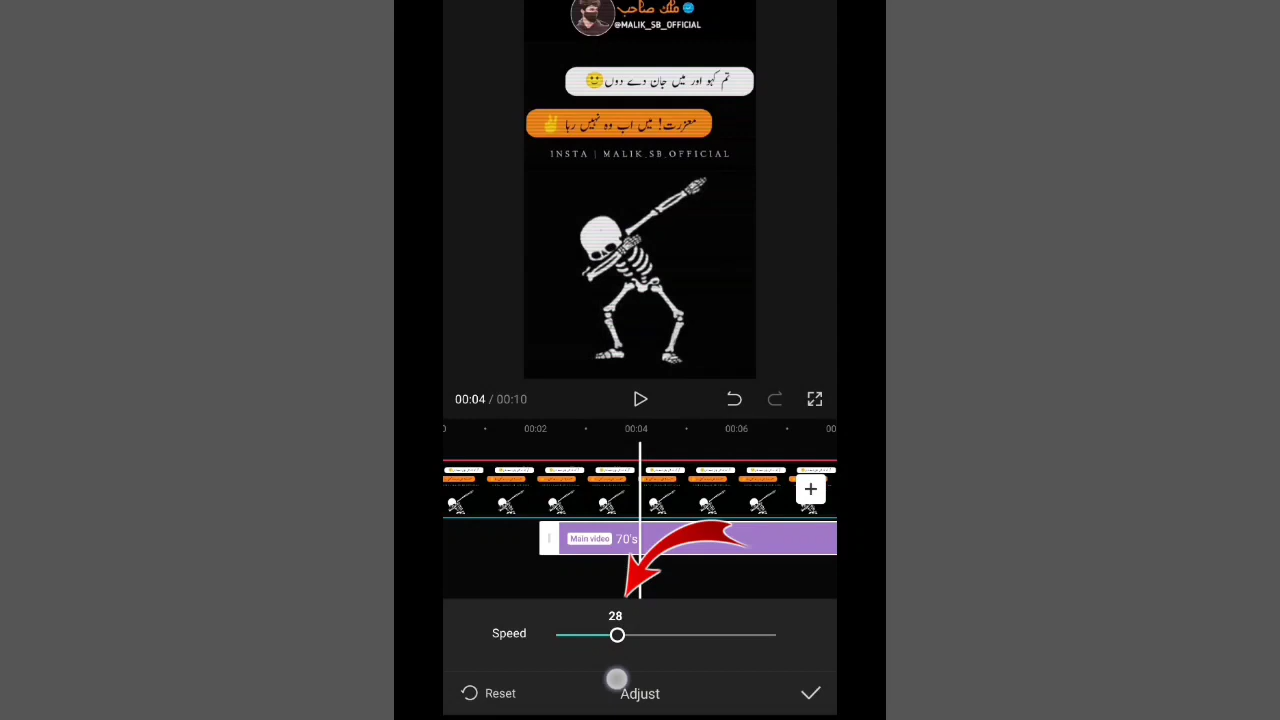 ملک صاحب
@MALIK_SB_OFFICIAL
تم کہو اور میں جان دے دوں🙂
معزرت! میں اب وہ نہیں رہا ✌
INSTA | MALIK_SB_OFFICIAL
00:04 / 00:10
00:02
00:04
00:06
Main video 70's
28
Speed
Reset
Adjust